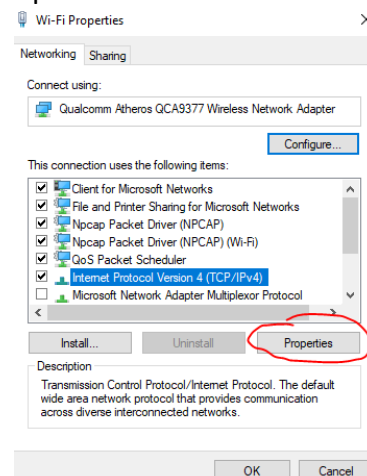 Wi-Fi Properties
Networking Sharing
Connect using:
Qualcomm Atheros QCA9377 Wireless Network Adapter
Configure...
This connection uses the following items:
Client for Microsoft Networks
File and Printer Sharing for Microsoft Networks
Npcap Packet Driver (NPCAP)
Npcap Packet Driver (NPCAP) (Wi-Fi)
QoS Packet Scheduler
Internet Protocol Version 4 (TCP/IPv4)
Microsoft Network Adapter Multiplexor Protocol
Install... Uninstall Properties
Description
Transmission Control Protocol/Internet Protocol. The default
wide area network protocol that provides communication
across diverse interconnected networks.
OK Cancel